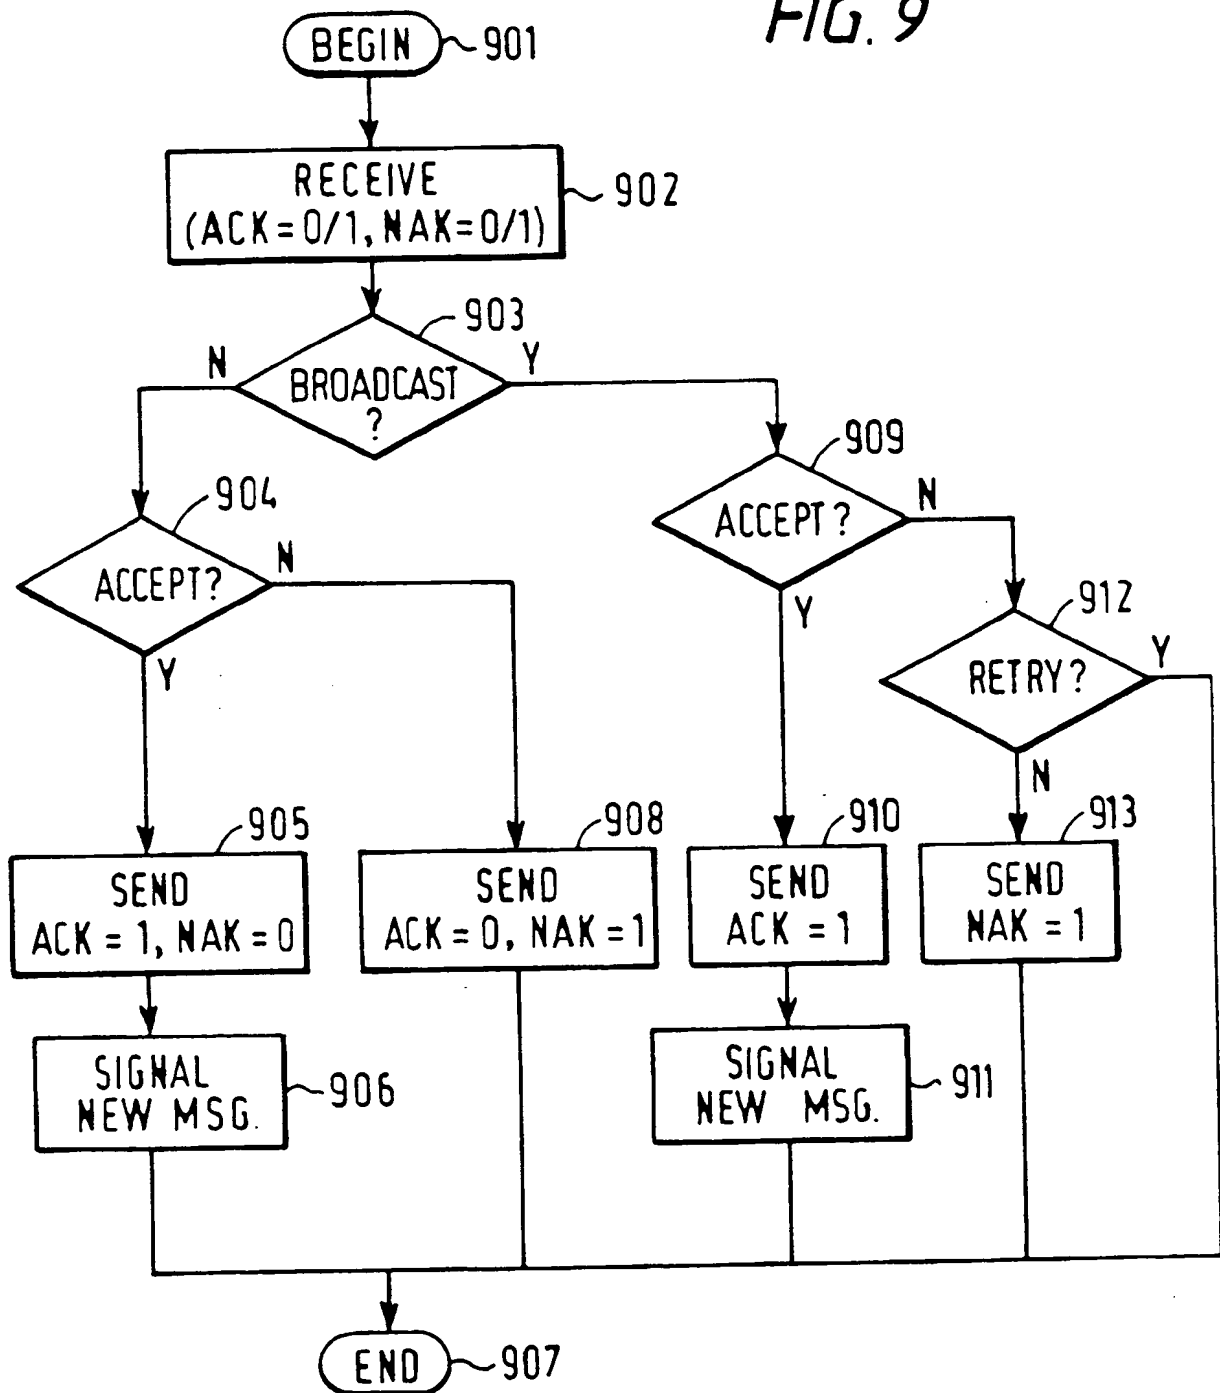 FIG. 9
BEGIN 901
RECEIVE
(ACK=0/1, NAK=0/1)
902
903
N
Y
BROADCAST
?
904
ACCEPT?
N
Y
909
ACCEPT?
N
Y
912
RETRY?
Y
N
905
SEND
ACK = 1, NAK=0
908
SEND
ACK=0, NAK=1
910
SEND
ACK = 1
913
SEND
NAK = 1
SIGNAL
NEW MSG.
906
SIGNAL
NEW MSG.
911
END 907